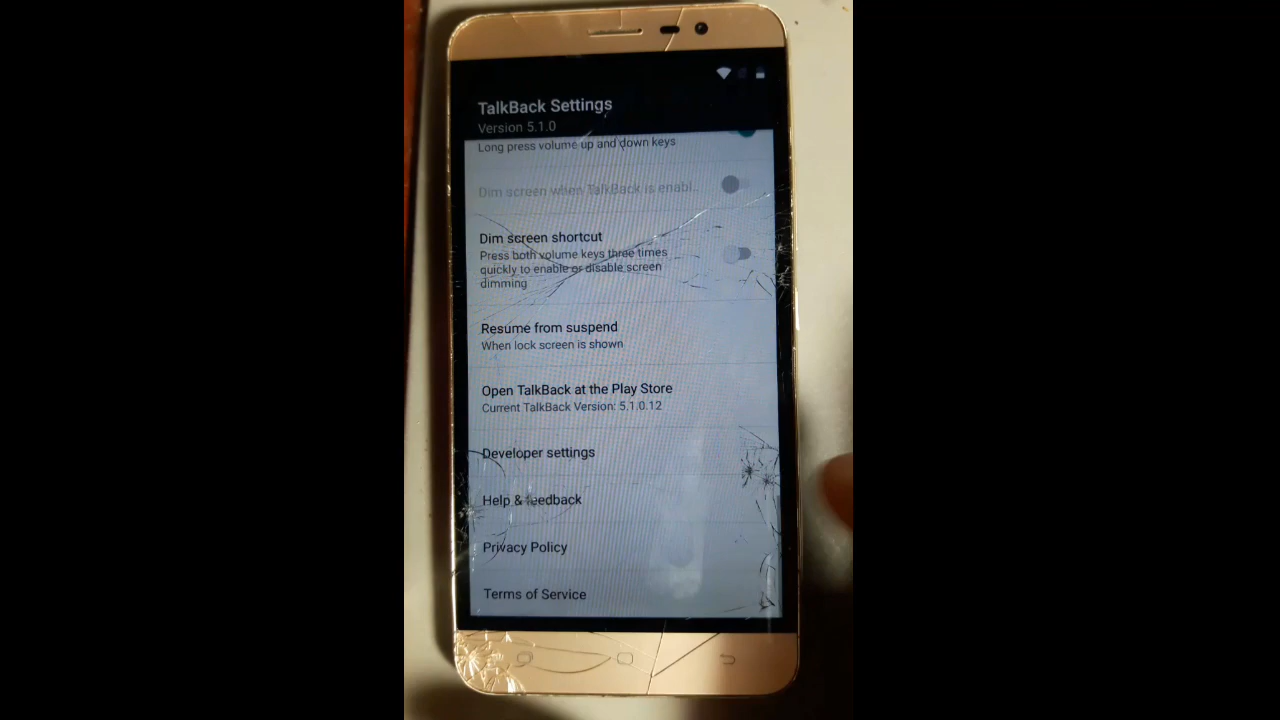 TalkBack Settings
Version 5.1.0
Long press volume up and down keys
Dim screen when TalkBack is enabl..
Dim screen shortcut
Press both volume keys three times
quickly to enable or disable screen
dimming
Resume from suspend
When lock screen is shown
Open TalkBack at the Play Store
Current TalkBack Version: 5.1.0.12
Developer settings
Help & feedback
Privacy Policy
Terms of Service